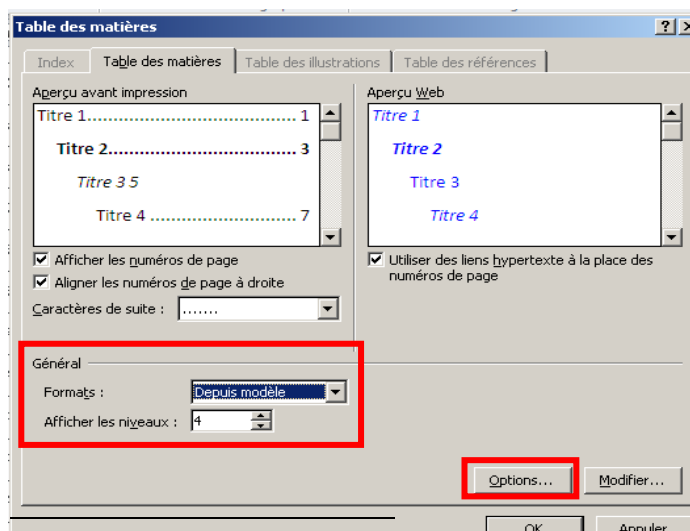 Table des matières
Index Table des matières Table des illustrations Table des références
Aperçu avant impression
Titre 1.................................... 1
Titre 2................................. 3
Titre 3 5
Titre 4 .......................... 7
Aperçu Web
Titre 1
Titre 2
Titre 3
Titre 4
Afficher les numéros de page
Aligner les numéros de page à droite
Caractères de suite : .......
Utiliser des liens hypertexte à la place des
numéros de page
Général
Formats : Depuis modèle
Afficher les niveaux : 4
Options... Modifier...
OK Annuler